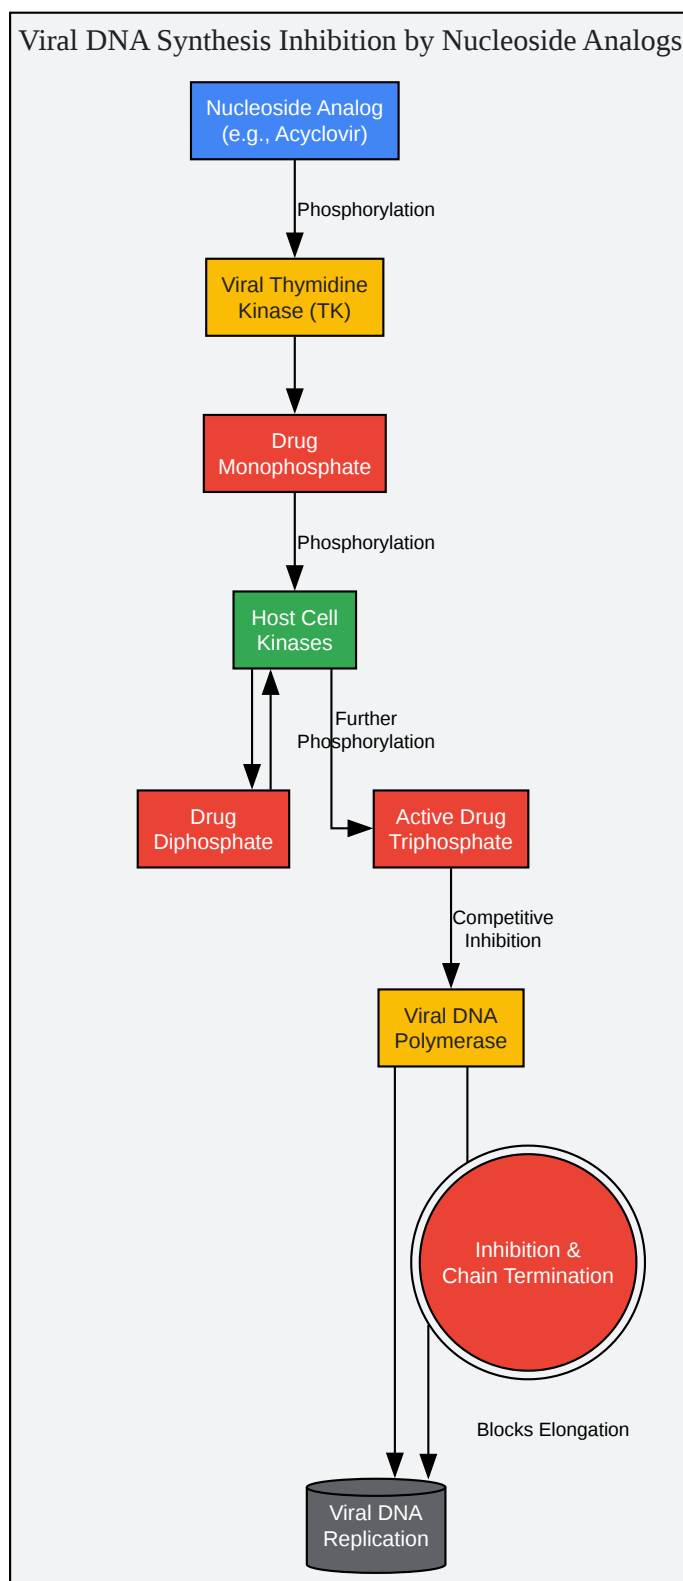 Viral DNA Synthesis Inhibition by Nucleoside Analogs
Nucleoside Analog
(e.g., Acyclovir)
Phosphorylation
Viral Thymidine
Kinase (TK)
Drug
Monophosphate
Phosphorylation
Host Cell
Kinases
Further
Phosphorylation
Drug
Diphosphate
Active Drug
Triphosphate
Competitive
Inhibition
Viral DNA
Polymerase
Inhibition &
Chain Termination
Blocks Elongation
Viral DNA
Replication